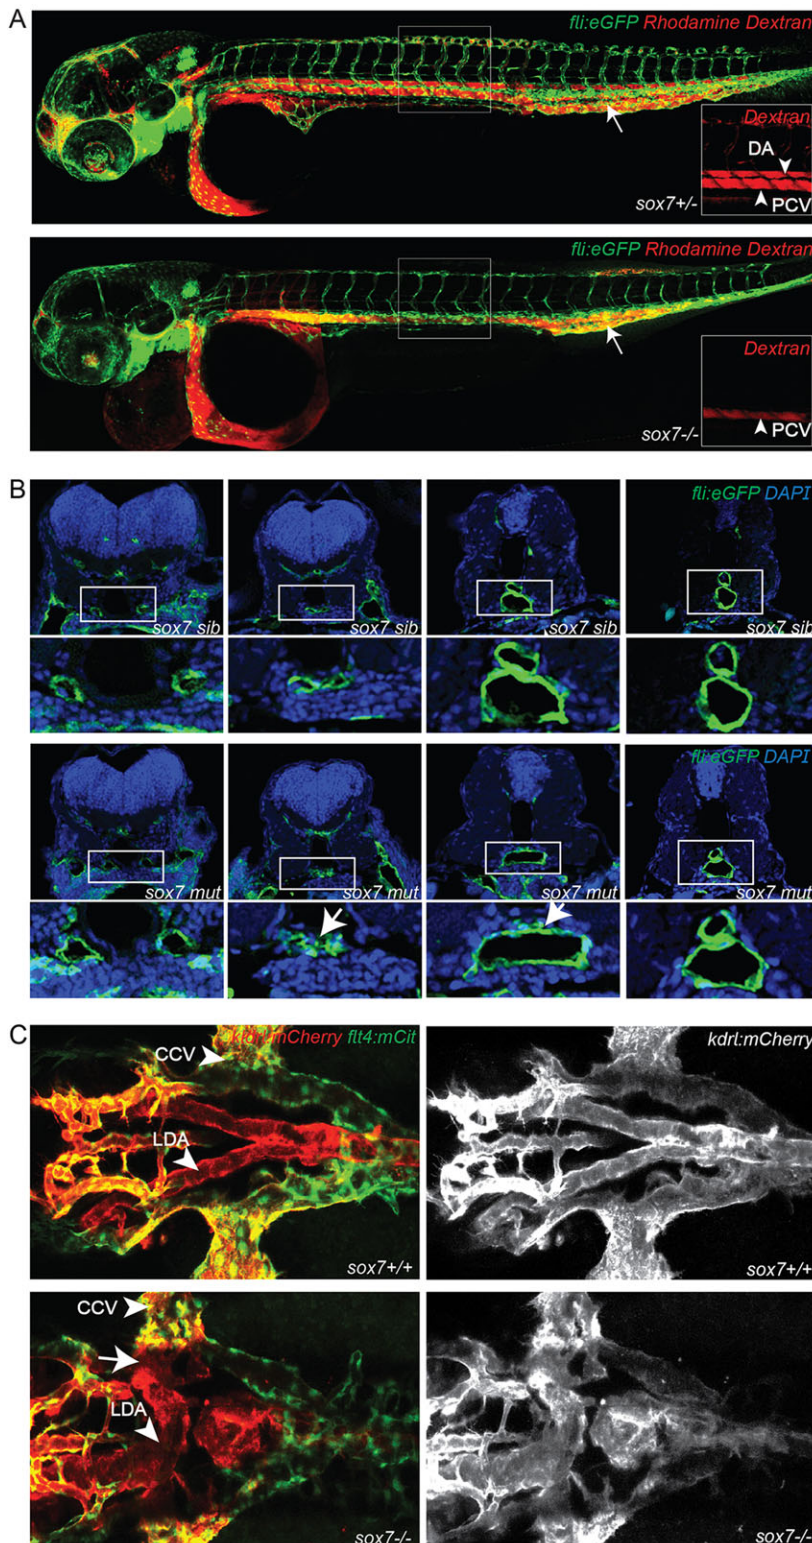 A
fli:eGFP Rhodamine Dextran
Dextran
DA
PCV
sox7+/-
fli:eGFP Rhodamine Dextran
Dextran
PCV
sox7-/-
B
fli:eGFP DAPI
sox7 sib
sox7 sib
sox7 sib
sox7 sib
fli:eGFP DAPI
sox7 mut
sox7 mut
sox7 mut
sox7 mut
C
kdrl:mCherry flt4:mCit
kdrl:mCherry
CCV
LDA
sox7+/+
sox7+/+
CCV
LDA
sox7-/-
sox7-/-